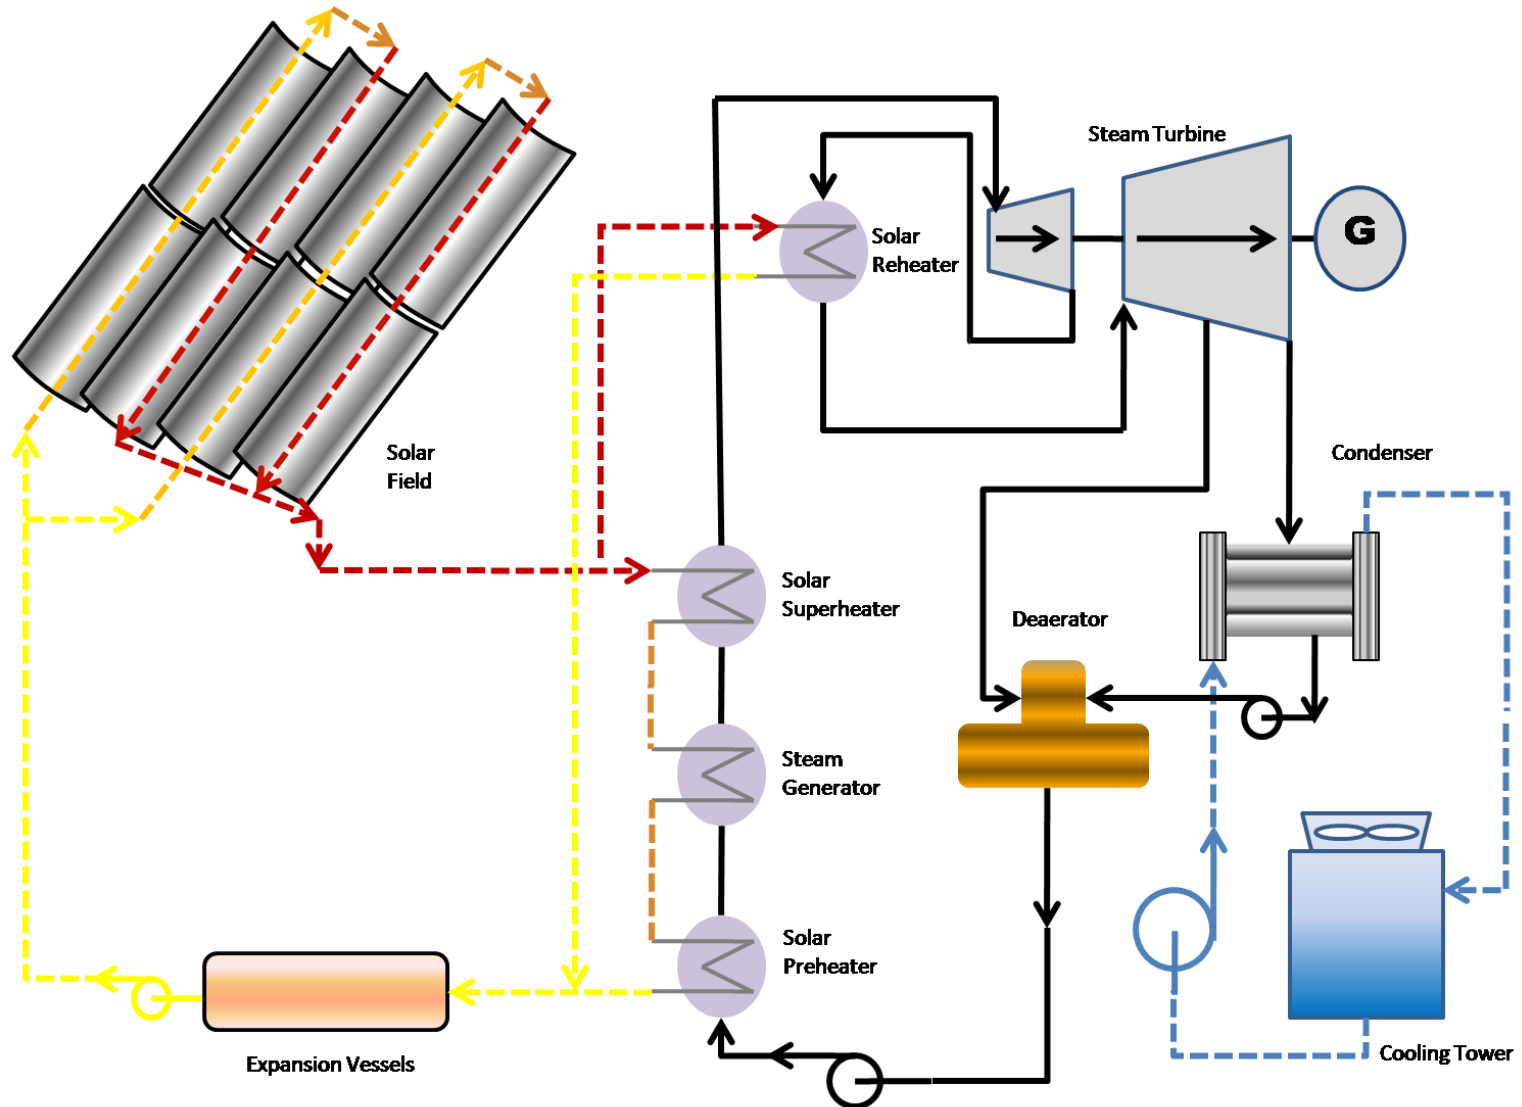 Steam Turbine
Solar
Reheater
G
Solar
Field
Condenser
Solar
Superheater
Deaerator
Steam
Generator
Solar
Preheater
Expansion Vessels
Cooling Tower